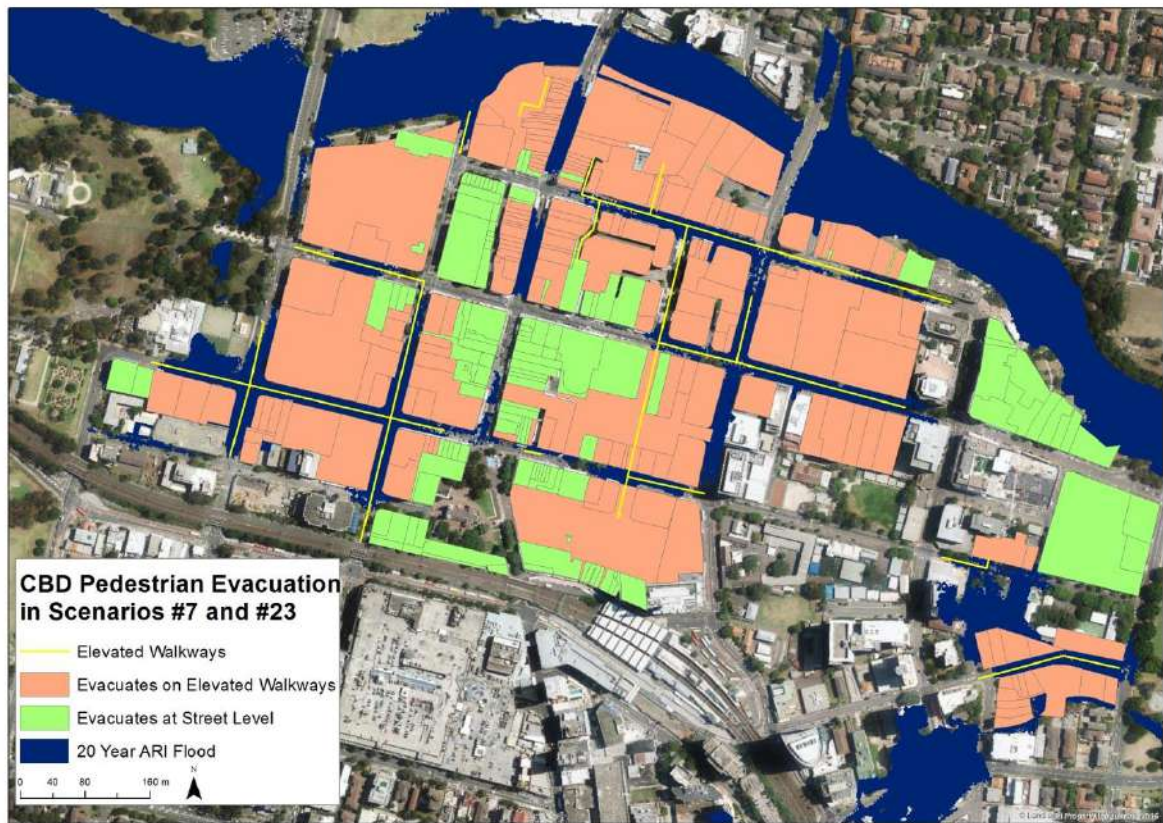 CBD Pedestrian Evacuation
in Scenarios #7 and #23
Elevated Walkways
Evacuates on Elevated Walkways
Evacuates at Street Level
20 Year ARI Flood
0 40 80 160 m
N